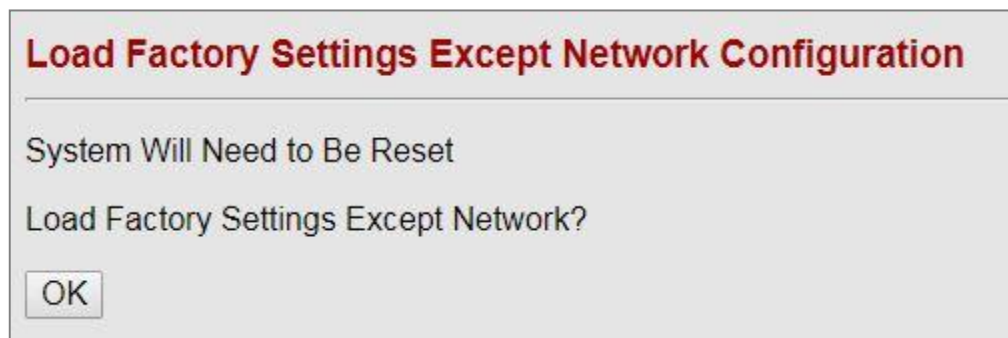 Load Factory Settings Except Network Configuration
System Will Need to Be Reset
Load Factory Settings Except Network?
OK